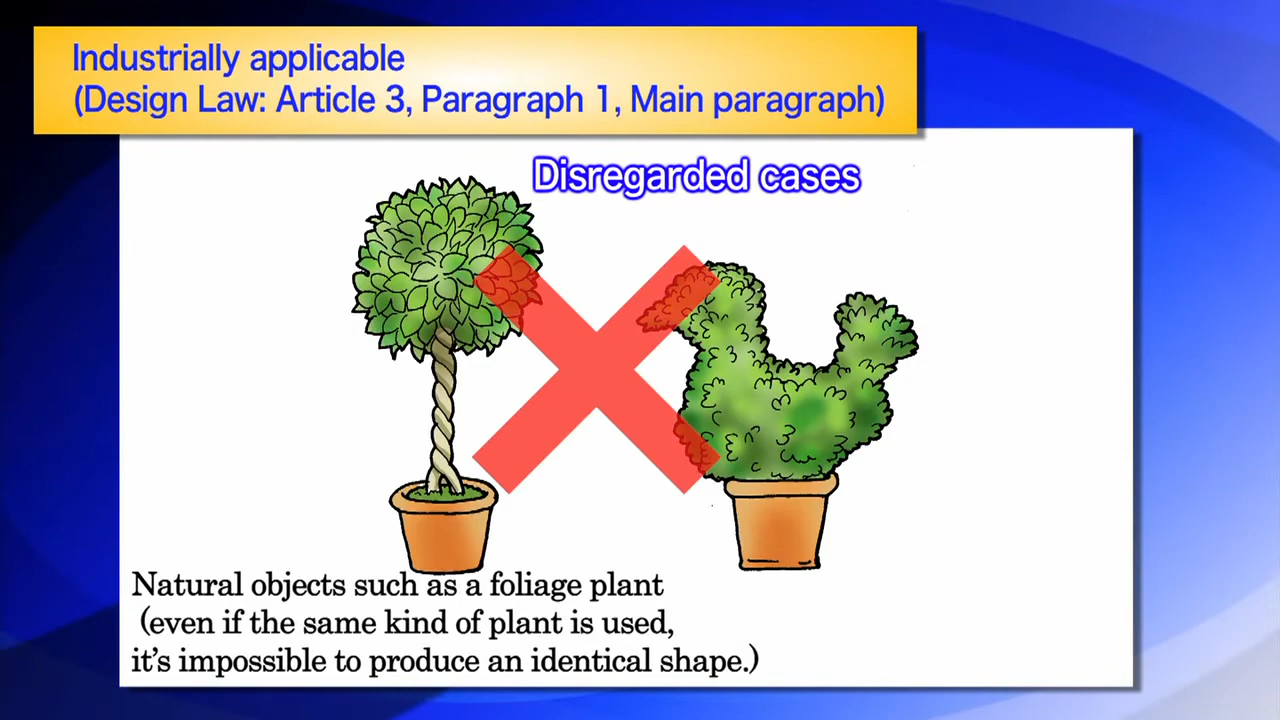 Industrially applicable
(Design Law: Article 3, Paragraph 1, Main paragraph)
Disregarded cases
Natural objects such as a foliage plant
(even if the same kind of plant is used,
it's impossible to produce an identical shape.)